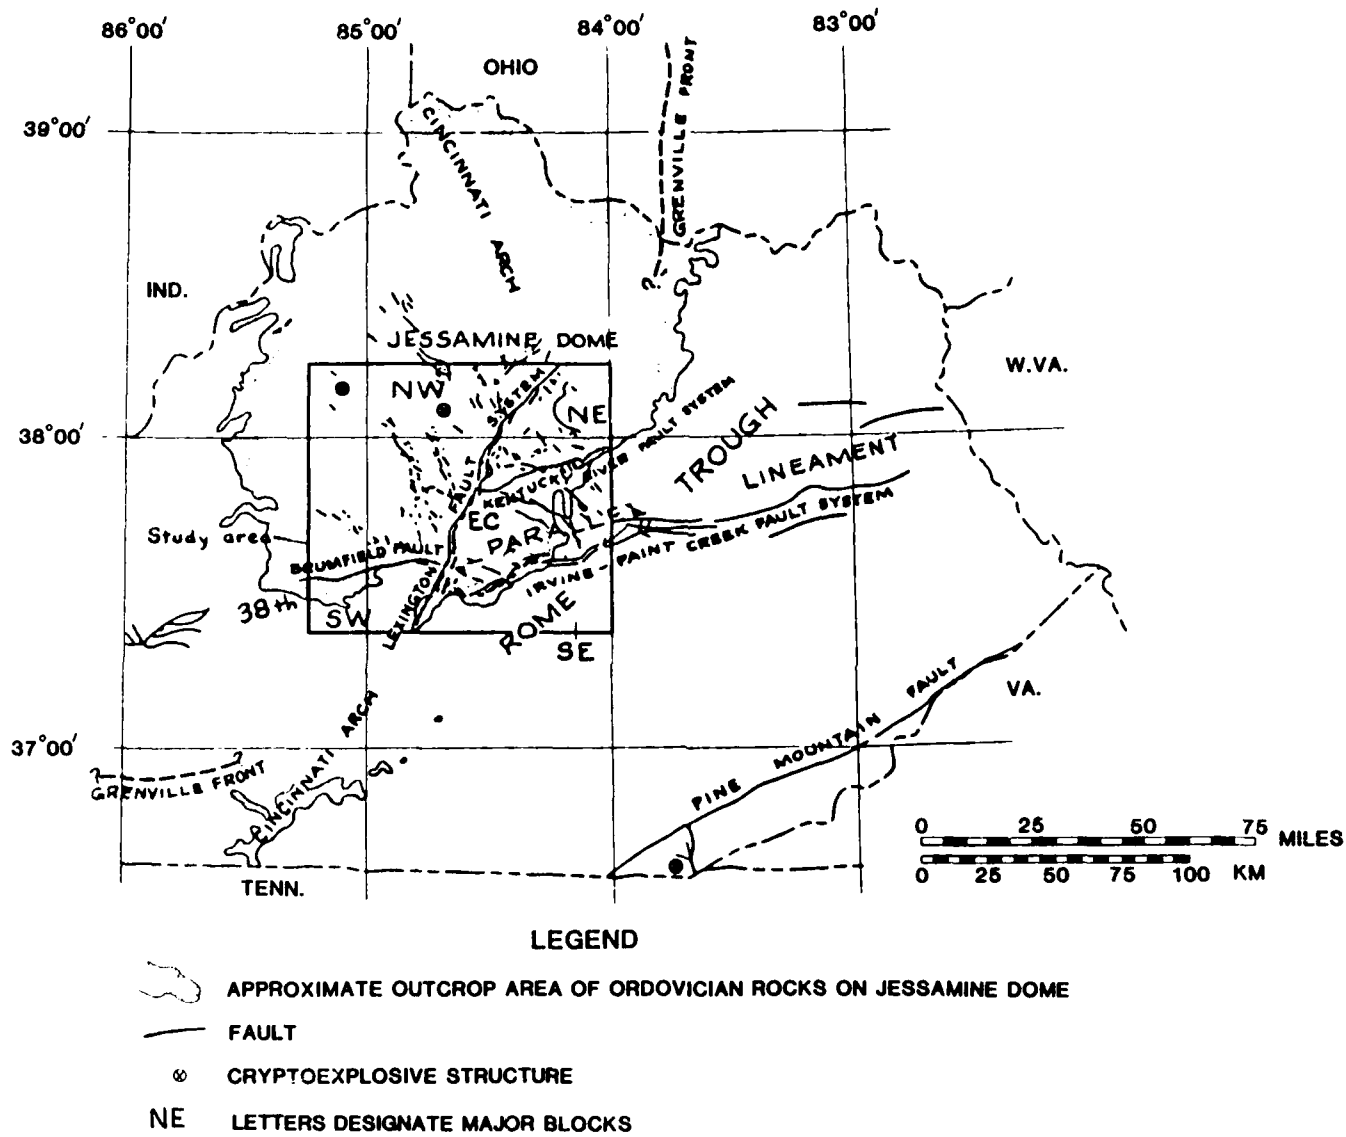 86°00'
85°00'
84°00'
83°00'
OHIO
GRENVILLE FRONT
39°00'
CINCINNATI ARCH
?
IND.
JESSAMINE DOME
W.VA.
NW
SYSTEM
NE
38°00'
KENTUCKY RIVER FAULT SYSTEM
TROUGH
LINEAMENT
FAULT
EC
PARALLEL
Study area
BRUMFIELD FAULT
IRVINE - PAINT CREEK FAULT SYSTEM
38th
SW
LEXINGTON
ROME
SE
VA.
PINE MOUNTAIN FAULT
37°00'
?
GRENVILLE FRONT
CINCINNATI ARCH
TENN.
0 25 50 75 MILES
0 25 50 75 100 KM
LEGEND
APPROXIMATE OUTCROP AREA OF ORDOVICIAN ROCKS ON JESSAMINE DOME
FAULT
CRYPTOEXPLOSIVE STRUCTURE
NE LETTERS DESIGNATE MAJOR BLOCKS